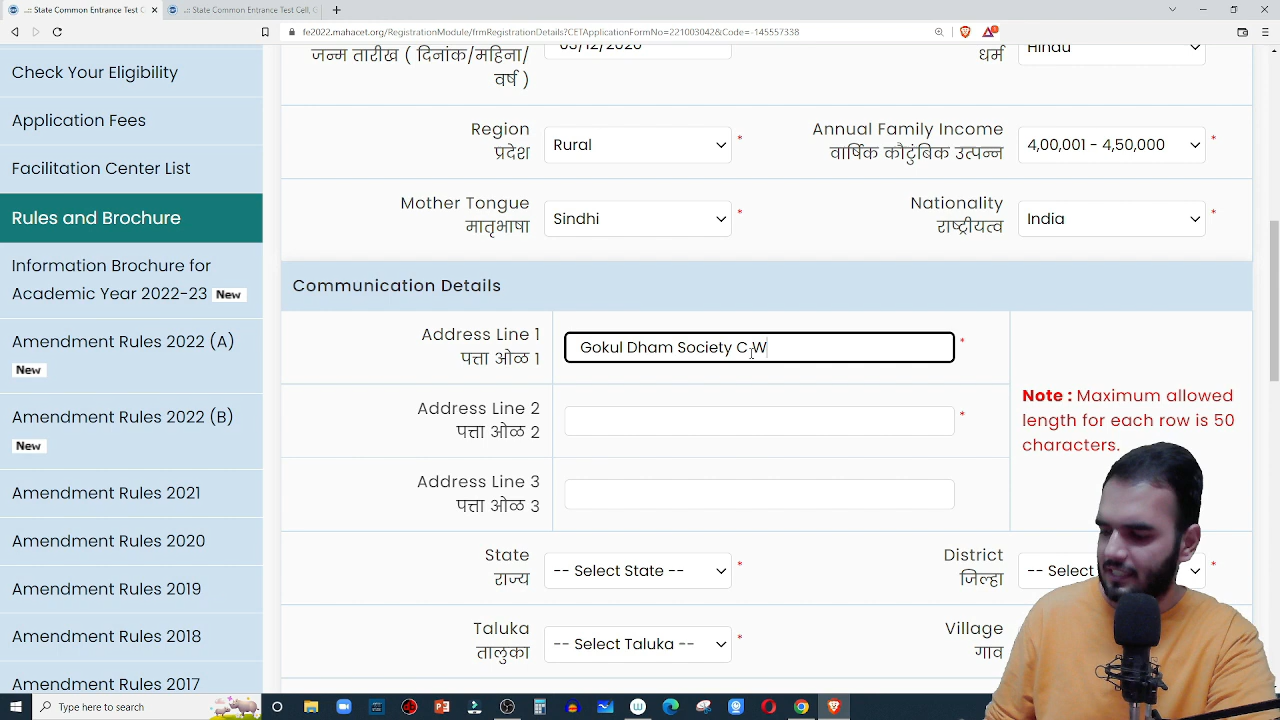 .:: State Common Entrance Test C
.:: State Common Entrance Test Cell, G
fe2022.mahacet.org/RegistrationModule/frmRegistrationDetails?CETApplicationFormNo=221003042&Code=-145557338
Check Your Eligibility
Application Fees
Facilitation Center List
Rules and Brochure
Information Brochure for
Academic Year 2022-23 New
Amendment Rules 2022 (A)
New
Amendment Rules 2022 (B)
New
Amendment Rules 2021
Amendment Rules 2020
Amendment Rules 2019
Amendment Rules 2018
Amendment Rules 2017
जन्म तारीख ( दिनांक/महिना/
वर्ष )
03/12/2020
धर्म
Hindu
Region
प्रदेश
Rural *
Annual Family Income
वार्षिक कौटुंबिक उत्पन्न
4,00,001 - 4,50,000 *
Mother Tongue
मातृभाषा
Sindhi *
Nationality
राष्ट्रीयत्व
India *
Communication Details
Address Line 1
पत्ता ओळ 1
Gokul Dham Society C W *
Address Line 2
पत्ता ओळ 2
*
Address Line 3
पत्ता ओळ 3
Note : Maximum allowed
length for each row is 50
characters.
State
राज्य
-- Select State -- *
District
जिल्हा
-- Select *
Taluka
तालुका
-- Select Taluka -- *
Village
गाव
Type here to search